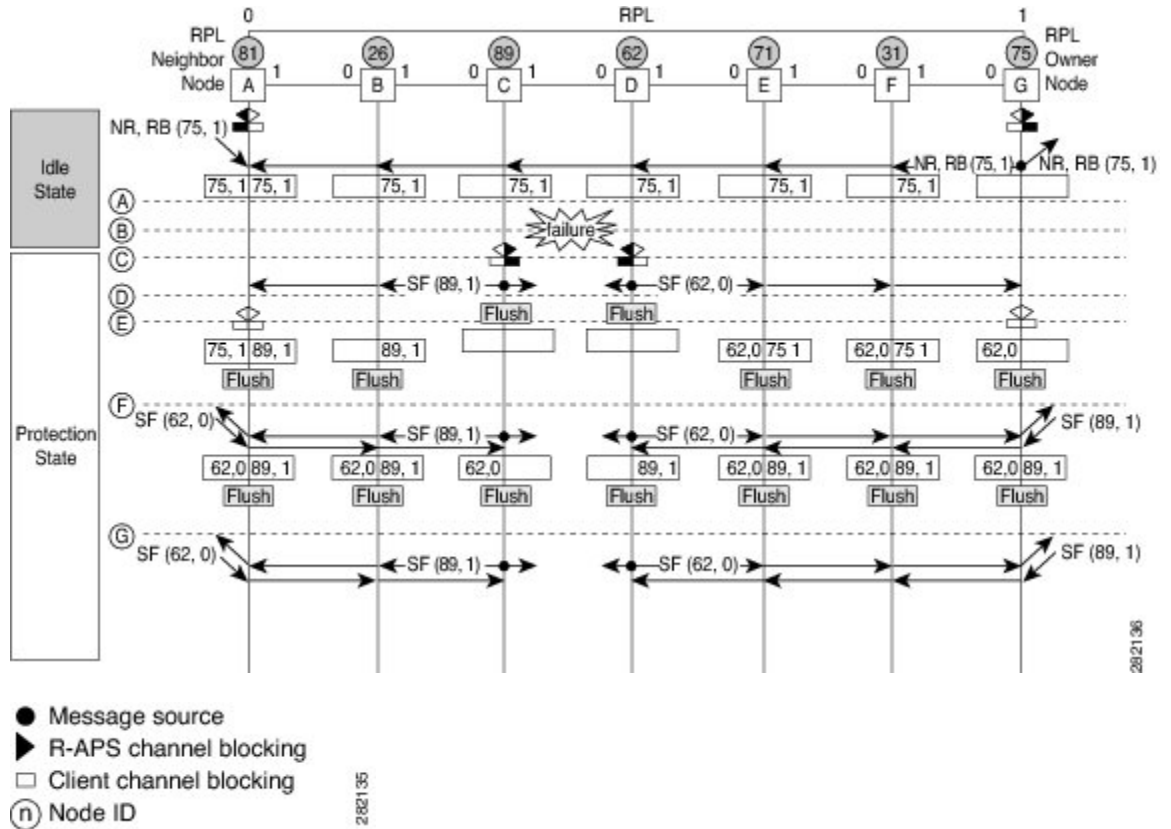 0 RPL 1
RPL Neighbor Node
81 26 89 62 71 31 75
RPL Owner Node
A 1 0 B 1 0 C 1 0 D 1 0 E 1 0 F 1 0 G
Idle State
NR, RB (75, 1)
NR, RB (75, 1) NR, RB (75, 1)
75, 1 75, 1 75, 1 75, 1 75, 1 75, 1 75, 1
A
B
failure
C
SF (89, 1) SF (62, 0)
D
Flush Flush
E
75, 1 89, 1 89, 1 62,0 75 1 62,0 75 1 62,0
Flush Flush Flush Flush Flush
Protection State
F
SF (62, 0) SF (89, 1) SF (62, 0) SF (89, 1)
62,0 89, 1 62,0 89, 1 62,0 89, 1 62,0 89, 1 62,0 89, 1 62,0 89, 1
Flush Flush Flush Flush Flush
G
SF (62, 0) SF (89, 1) SF (62, 0) SF (89, 1)
282136
Message source
R-APS channel blocking
Client channel blocking
n Node ID
282135